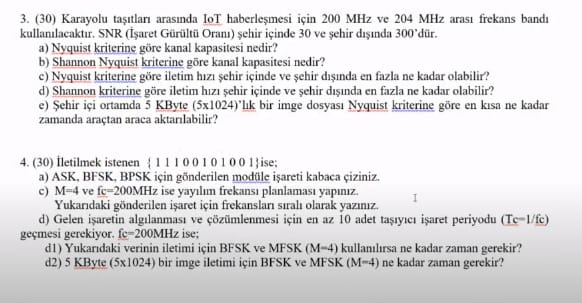 3. (30) Karayolu taşıtları arasında IoT haberleşmesi için 200 MHz ve 204 MHz arası frekans bandı
kullanılacaktır. SNR (İşaret Gürültü Oranı) şehir içinde 30 ve şehir dışında 300'dür.
a) Nyquist kriterine göre kanal kapasitesi nedir?
b) Shannon Nyquist kriterine göre kanal kapasitesi nedir?
c) Nyquist kriterine göre iletim hızı şehir içinde ve şehir dışında en fazla ne kadar olabilir?
d) Shannon kriterine göre iletim hızı şehir içinde ve şehir dışında en fazla ne kadar olabilir?
e) Şehir içi ortamda 5 KByte (5x1024)'lık bir imge dosyası Nyquist kriterine göre en kısa ne kadar
zamanda araçtan araca aktarılabilir?
4. (30) İletilmek istenen {1 1 1 0 0 1 0 1 0 0 1}ise;
a) ASK, BFSK, BPSK için gönderilen modüle işareti kabaca çiziniz.
c) M=4 ve fc=200MHz ise yayılım frekansı planlaması yapınız.
Yukarıdaki gönderilen işaret için frekansları sıralı olarak yazınız.
d) Gelen işaretin algılanması ve çözümlenmesi için en az 10 adet taşıyıcı işaret periyodu (Tc=1/fc)
geçmesi gerekiyor. fc=200MHz ise;
d1) Yukarıdaki verinin iletimi için BFSK ve MFSK (M=4) kullanılırsa ne kadar zaman gerekir?
d2) 5 KByte (5x1024) bir imge iletimi için BFSK ve MFSK (M=4) ne kadar zaman gerekir?